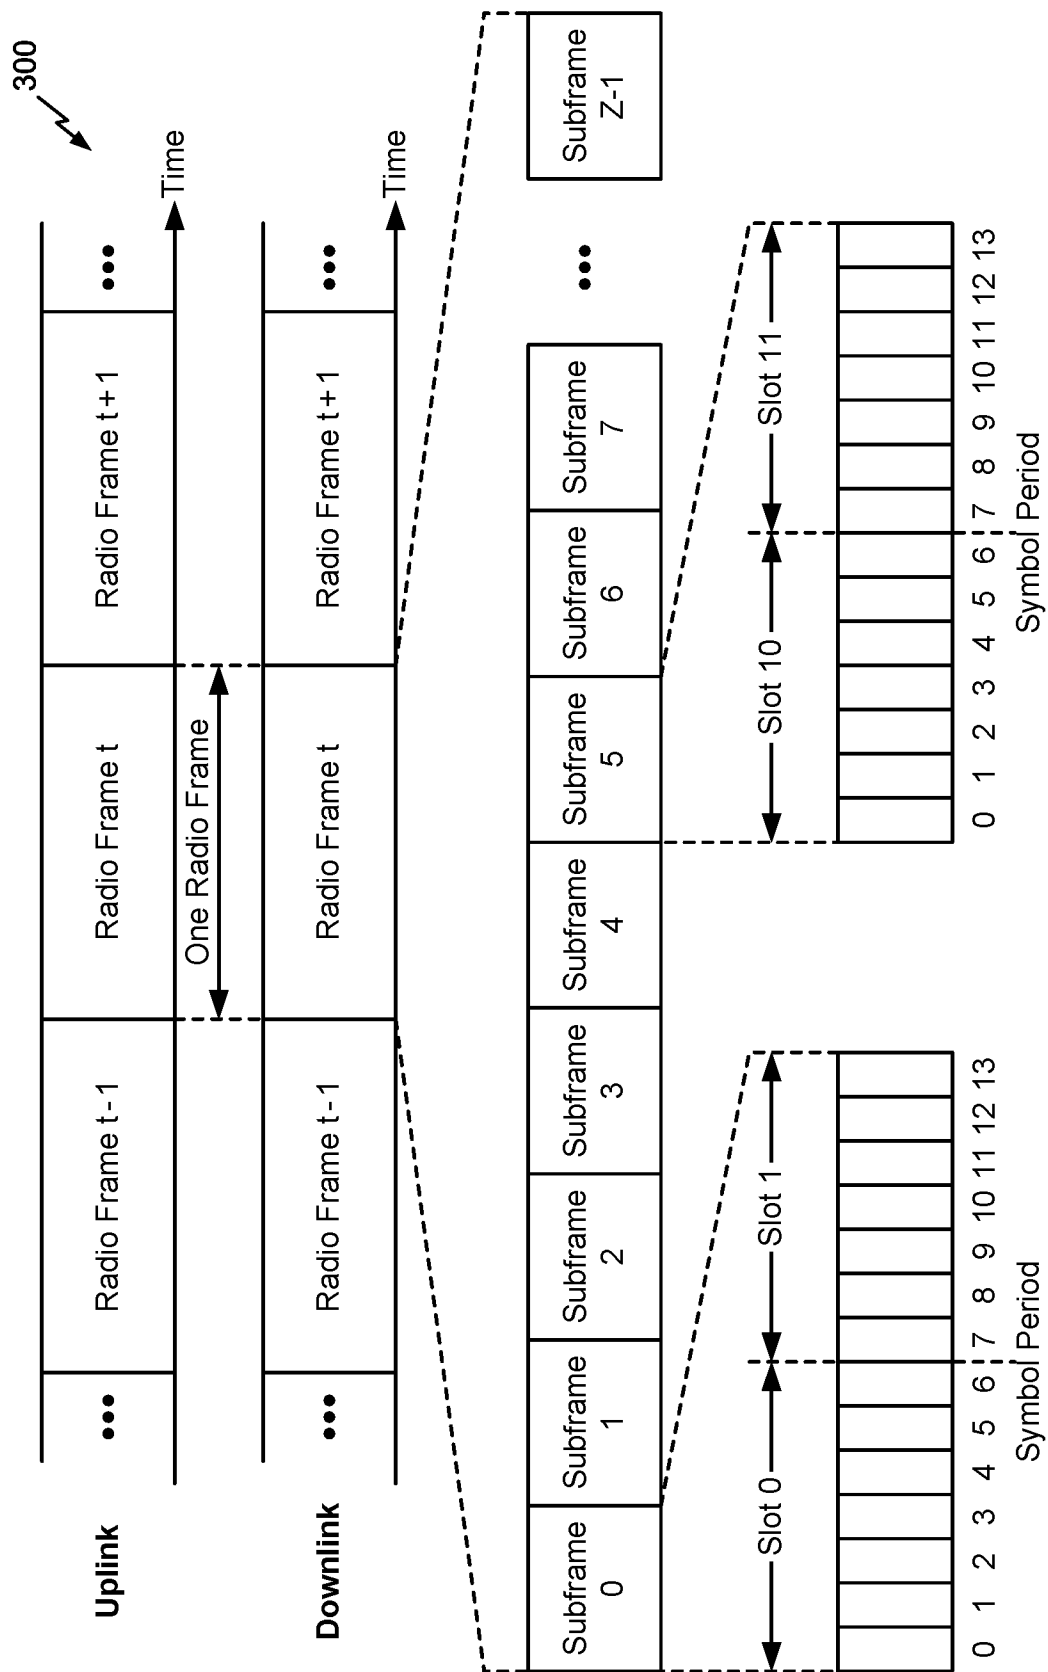 300
Uplink
•••
Radio Frame t - 1
Radio Frame t
Radio Frame t + 1
•••
Time
One Radio Frame
Downlink
•••
Radio Frame t - 1
Radio Frame t
Radio Frame t + 1
•••
Time
Subframe
0
Subframe
1
Subframe
2
Subframe
3
Subframe
4
Subframe
5
Subframe
6
Subframe
7
•••
Subframe
Z-1
Slot 0
Slot 1
0 1 2 3 4 5 6 7 8 9 10 11 12 13
Symbol Period
Slot 10
Slot 11
0 1 2 3 4 5 6 7 8 9 10 11 12 13
Symbol Period